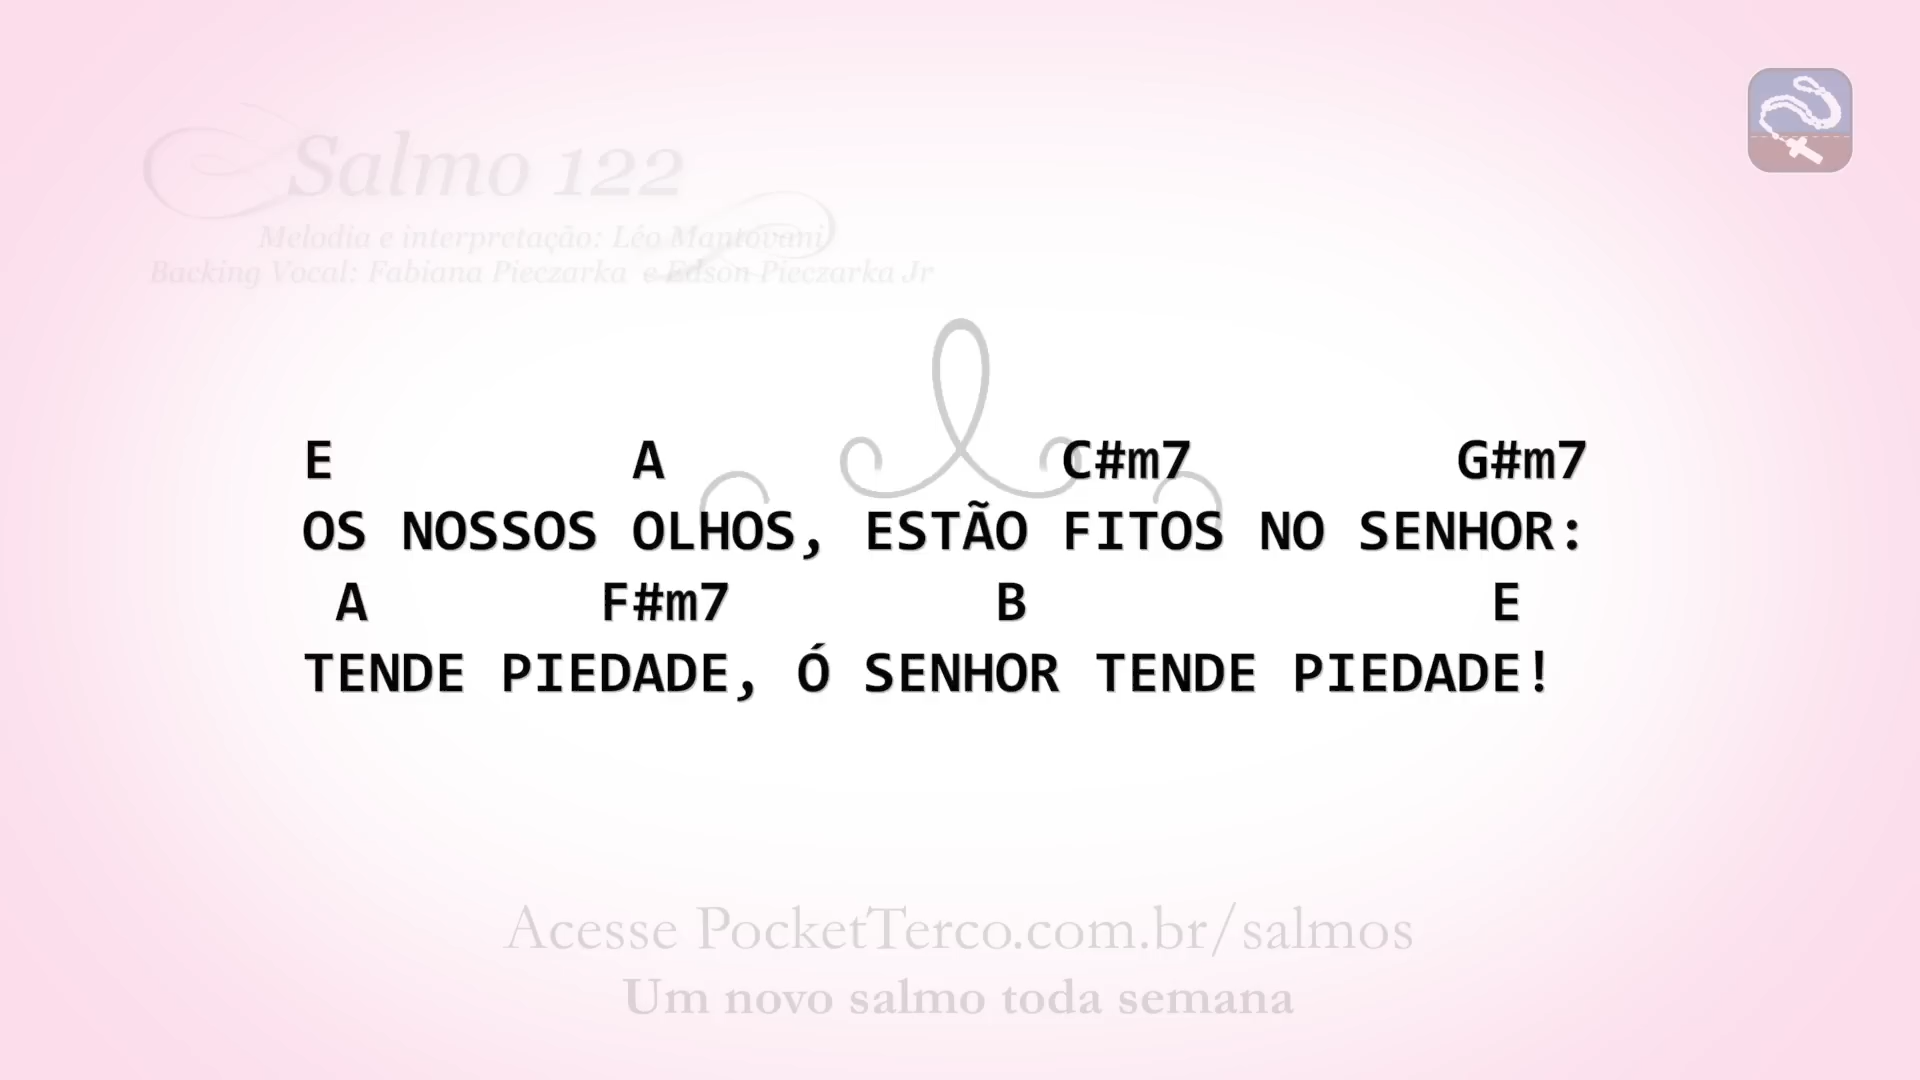 Salmo 122
Melodia e interpretação: Léo Mantovani
Backing Vocal: Fabiana Pieczarka e Edson Pieczarka Jr
E A C#m7 G#m7
OS NOSSOS OLHOS, ESTÃO FITOS NO SENHOR:
A F#m7 B E
TENDE PIEDADE, Ó SENHOR TENDE PIEDADE!
Acesse PocketTerco.com.br/salmos
Um novo salmo toda semana